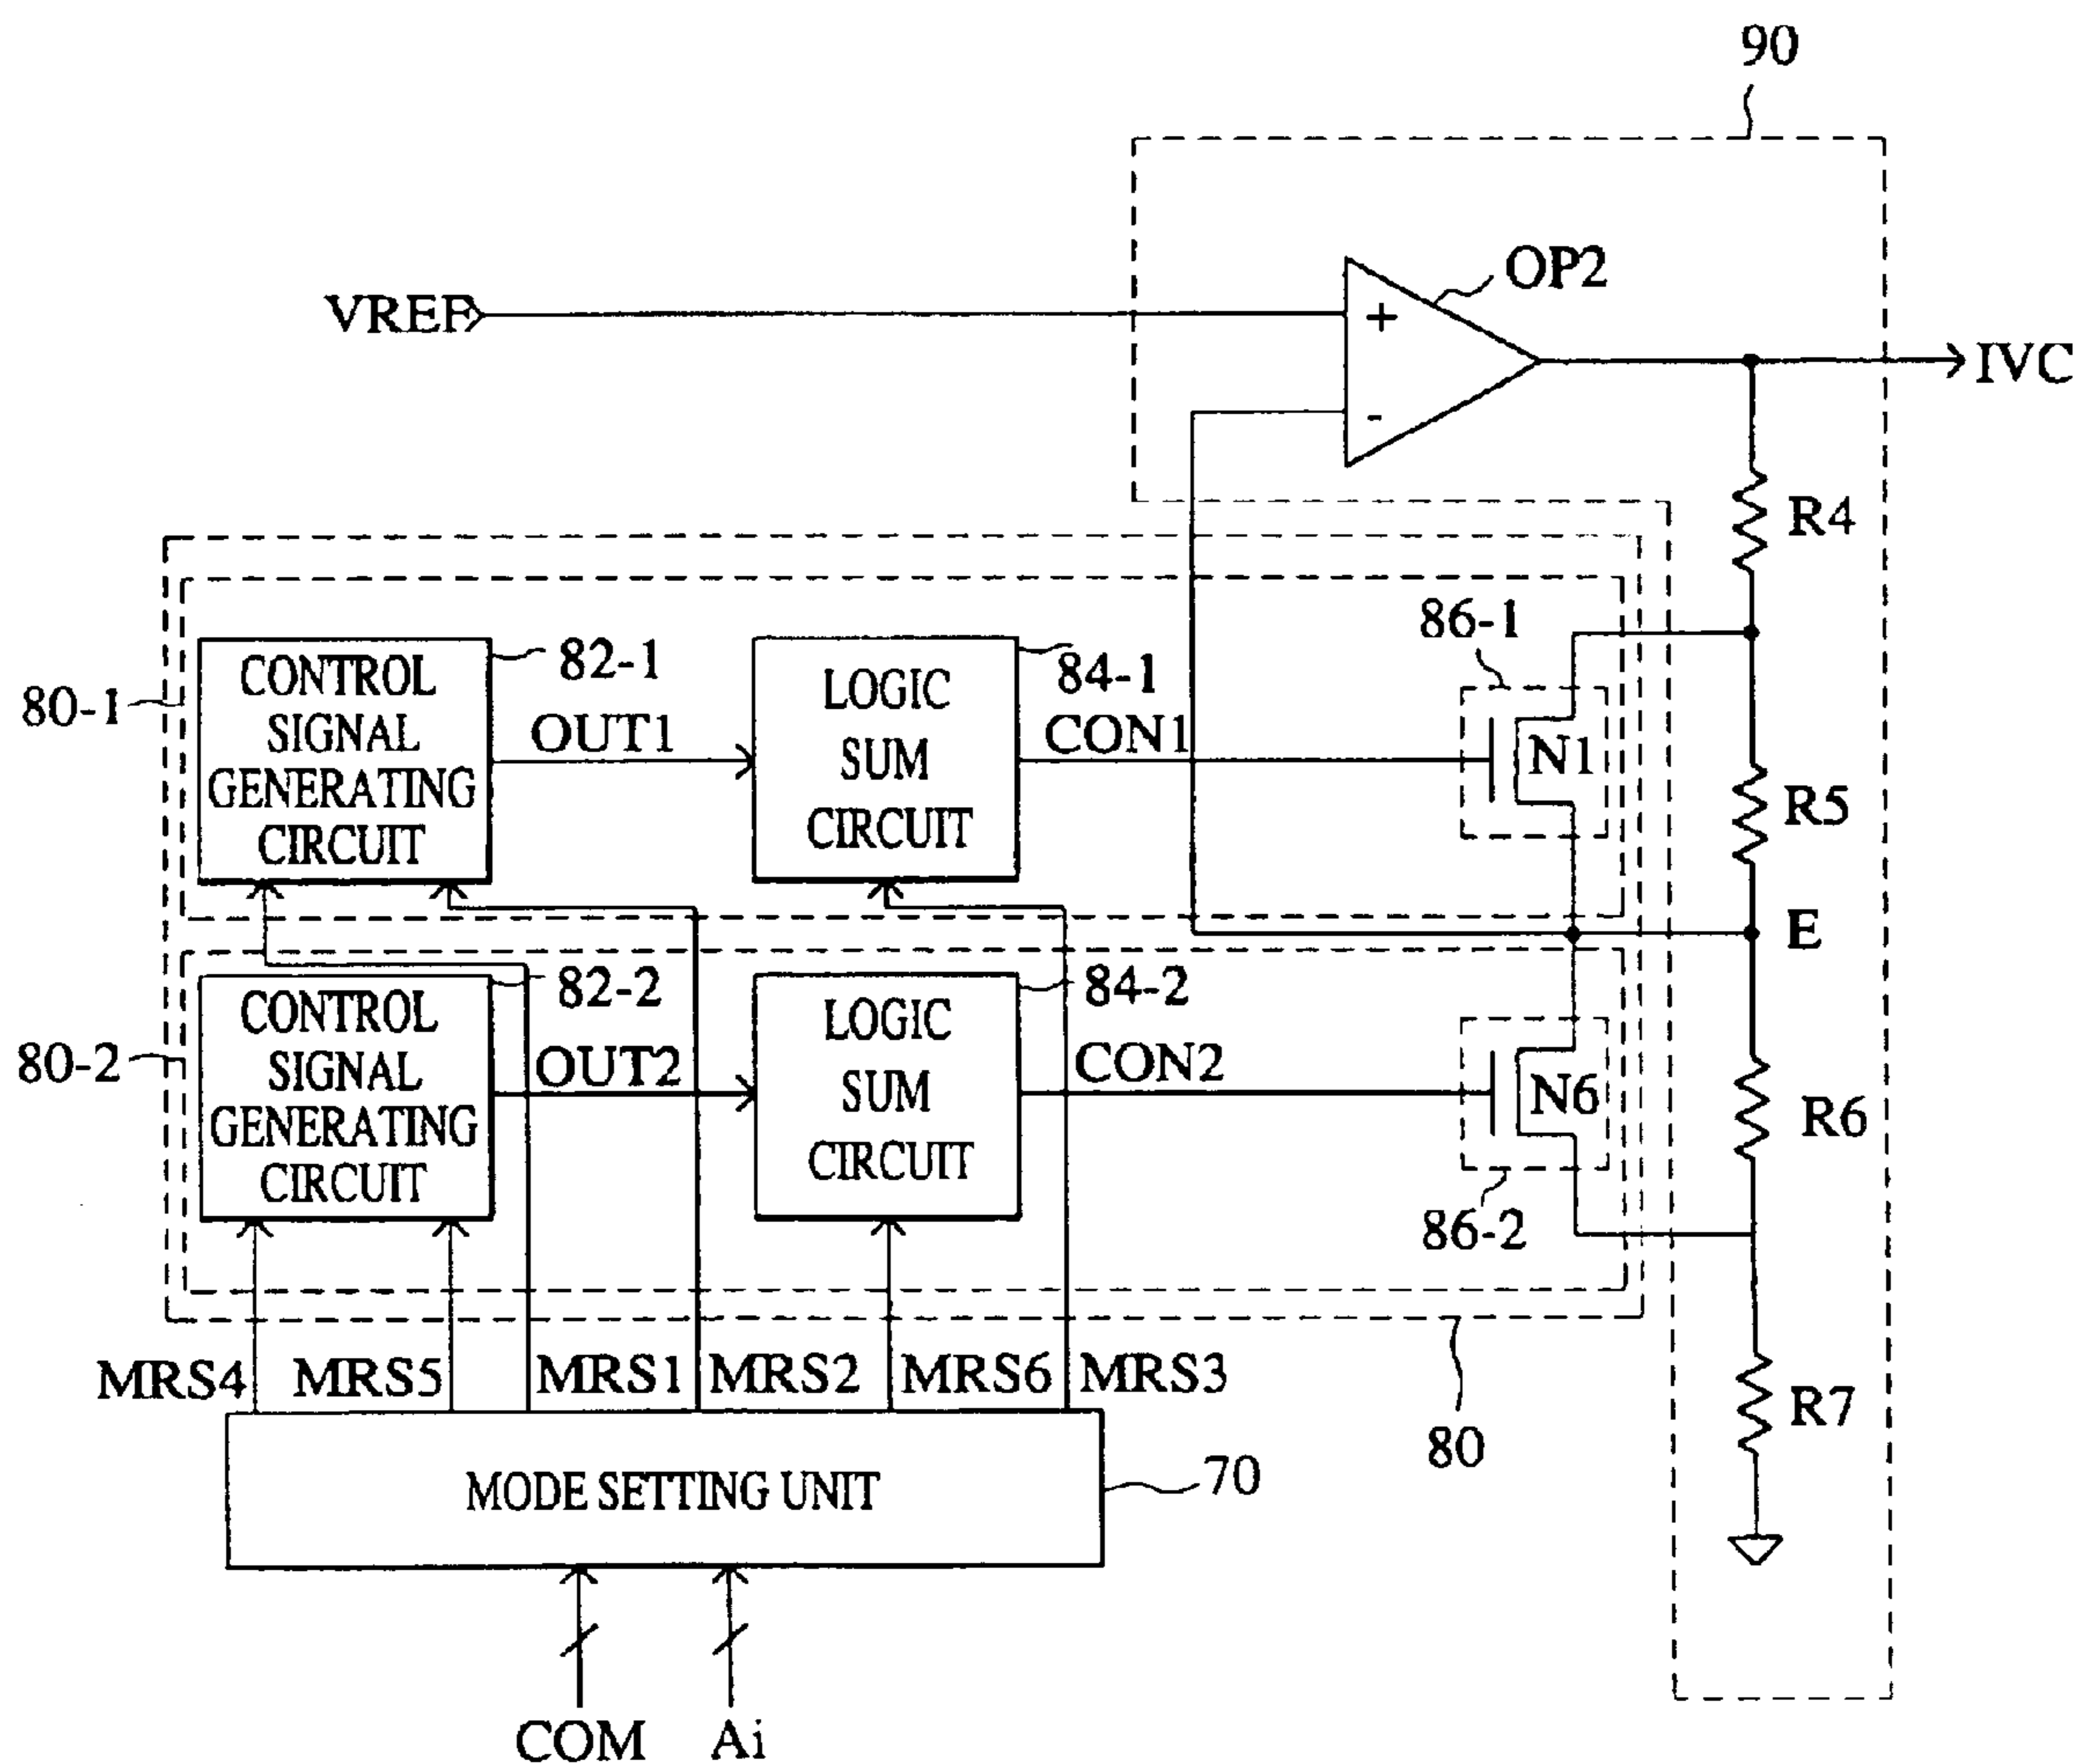 90
OP2
VREF
+
IVC
-
R4
86-1
CONTROL
SIGNAL
GENERATING
CIRCUIT
82-1
LOGIC
SUM
CIRCUIT
84-1
80-1
OUT1
CON1
N1
R5
E
CONTROL
SIGNAL
GENERATING
CIRCUIT
82-2
LOGIC
SUM
CIRCUIT
84-2
80-2
OUT2
CON2
N6
R6
86-2
MRS4
MRS5
MRS1
MRS2
MRS6
MRS3
80
R7
MODE SETTING UNIT
70
COM
Ai